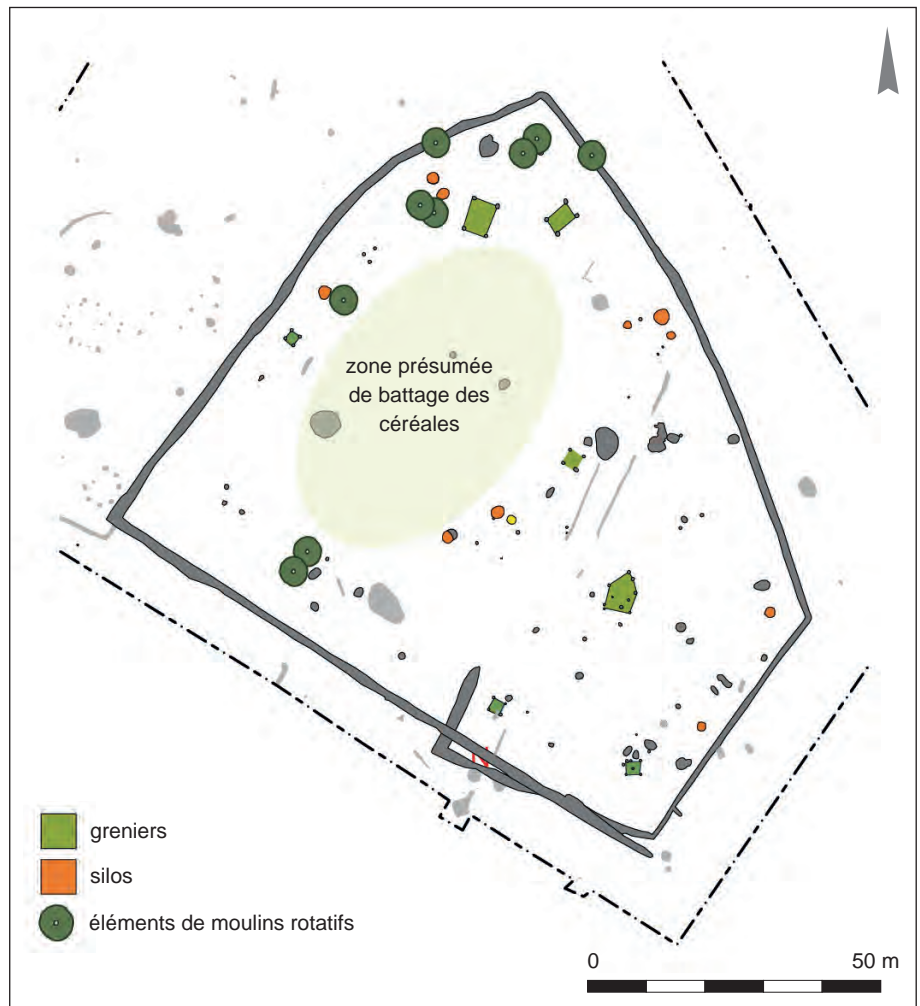 zone présumée
de battage des
céréales
greniers
silos
éléments de moulins rotatifs
0 50 m